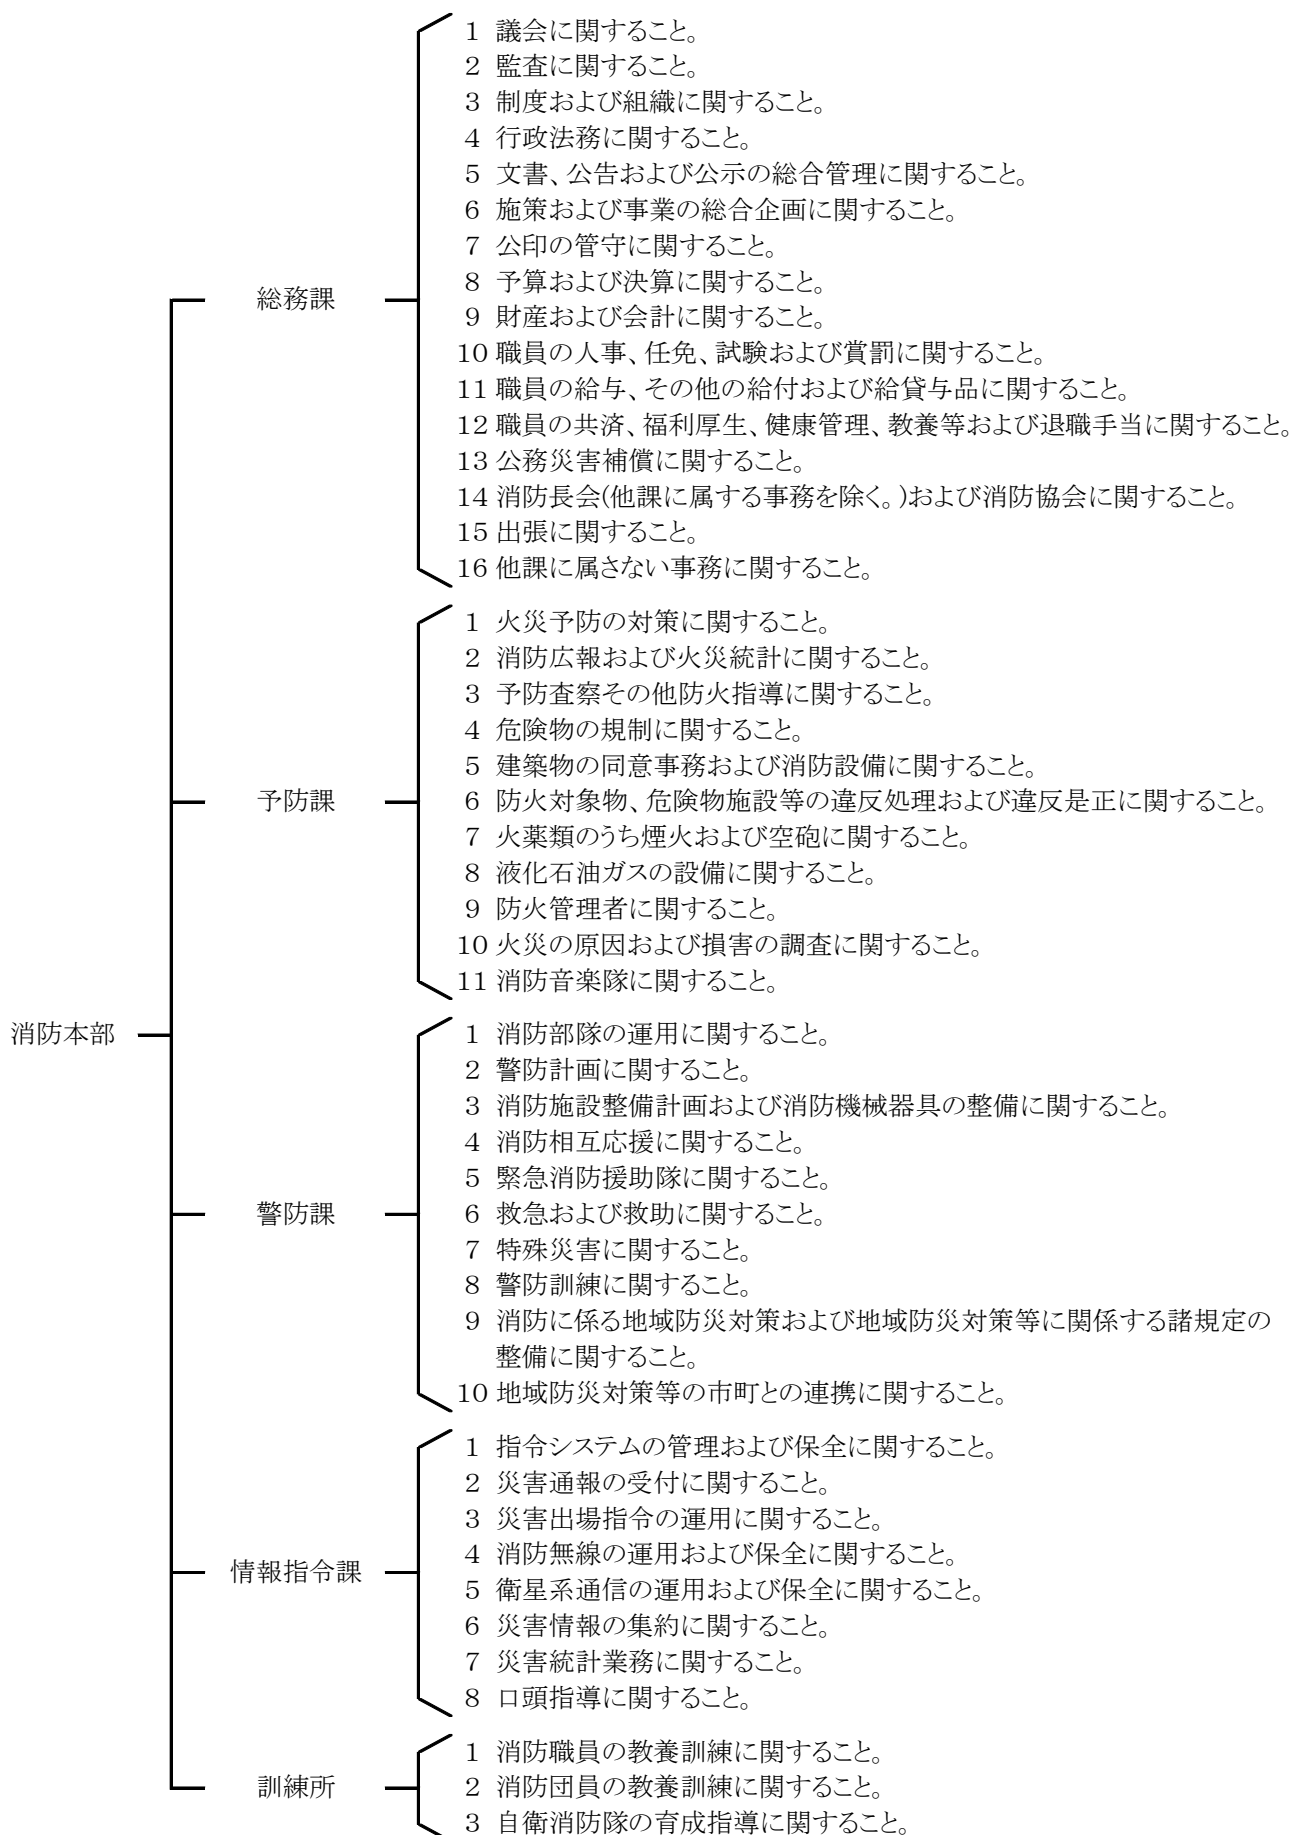 消防本部
総務課
1 議会に関すること。
2 監査に関すること。
3 制度および組織に関すること。
4 行政法務に関すること。
5 文書、公告および公示の総合管理に関すること。
6 施策および事業の総合企画に関すること。
7 公印の管守に関すること。
8 予算および決算に関すること。
9 財産および会計に関すること。
10 職員の人事、任免、試験および賞罰に関すること。
11 職員の給与、その他の給付および給貸与品に関すること。
12 職員の共済、福利厚生、健康管理、教養等および退職手当に関すること。
13 公務災害補償に関すること。
14 消防長会(他課に属する事務を除く。)および消防協会に関すること。
15 出張に関すること。
16 他課に属さない事務に関すること。
予防課
1 火災予防の対策に関すること。
2 消防広報および火災統計に関すること。
3 予防査察その他防火指導に関すること。
4 危険物の規制に関すること。
5 建築物の同意事務および消防設備に関すること。
6 防火対象物、危険物施設等の違反処理および違反是正に関すること。
7 火薬類のうち煙火および空砲に関すること。
8 液化石油ガスの設備に関すること。
9 防火管理者に関すること。
10 火災の原因および損害の調査に関すること。
11 消防音楽隊に関すること。
警防課
1 消防部隊の運用に関すること。
2 警防計画に関すること。
3 消防施設整備計画および消防機械器具の整備に関すること。
4 消防相互応援に関すること。
5 緊急消防援助隊に関すること。
6 救急および救助に関すること。
7 特殊災害に関すること。
8 警防訓練に関すること。
9 消防に係る地域防災対策および地域防災対策等に関係する諸規定の
整備に関すること。
10 地域防災対策等の市町との連携に関すること。
情報指令課
1 指令システムの管理および保全に関すること。
2 災害通報の受付に関すること。
3 災害出場指令の運用に関すること。
4 消防無線の運用および保全に関すること。
5 衛星系通信の運用および保全に関すること。
6 災害情報の集約に関すること。
7 災害統計業務に関すること。
8 口頭指導に関すること。
訓練所
1 消防職員の教養訓練に関すること。
2 消防団員の教養訓練に関すること。
3 自衛消防隊の育成指導に関すること。